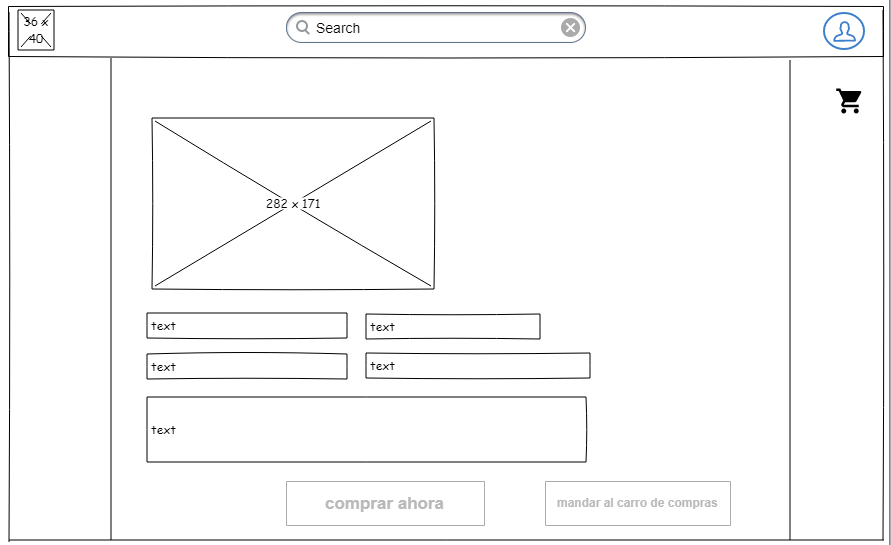 36 x
40
Search
282 x 171
text
text
text
text
text
comprar ahora
mandar al carro de compras